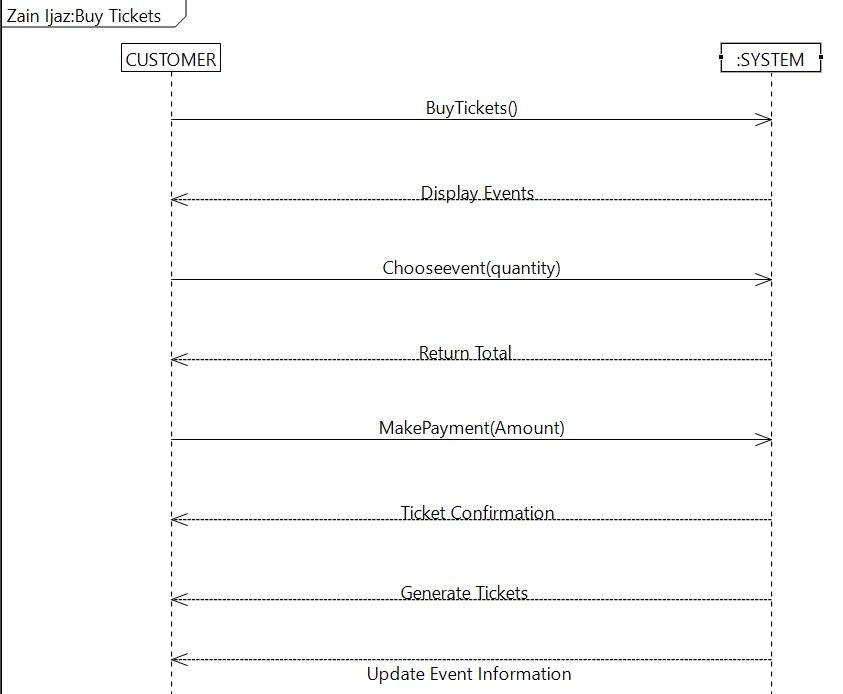 Zain Ijaz:Buy Tickets
CUSTOMER
:SYSTEM
BuyTickets()
Display Events
Chooseevent(quantity)
Return Total
MakePayment(Amount)
Ticket Confirmation
Generate Tickets
Update Event Information